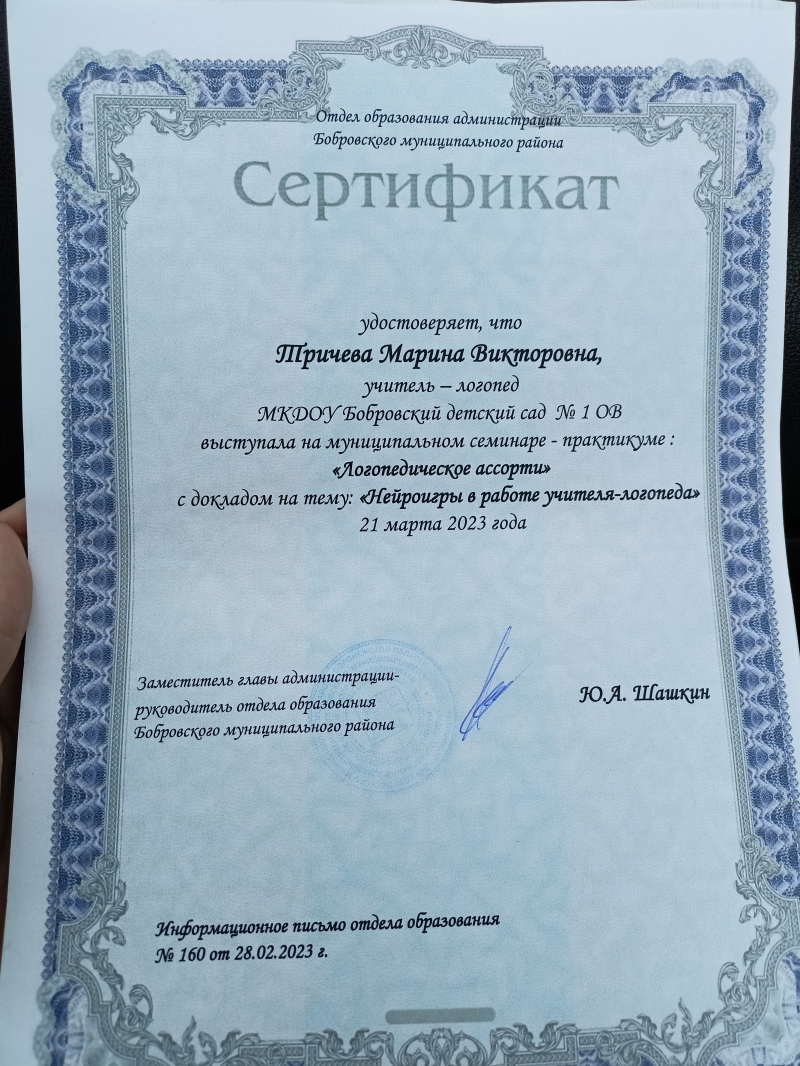 Отдел образования администрации
Бобровского муниципального района
Сертификат
удостоверяет, что
Тричева Марина Викторовна,
учитель – логопед
МКДОУ Бобровский детский сад № 1 ОВ
выступала на муниципальном семинаре - практикуме :
«Логопедическое ассорти»
с докладом на тему: «Нейроигры в работе учителя-логопеда»
21 марта 2023 года
Заместитель главы администрации-
руководитель отдела образования
Бобровского муниципального района
Ю.А. Шашкин
Информационное письмо отдела образования
№ 160 от 28.02.2023 г.